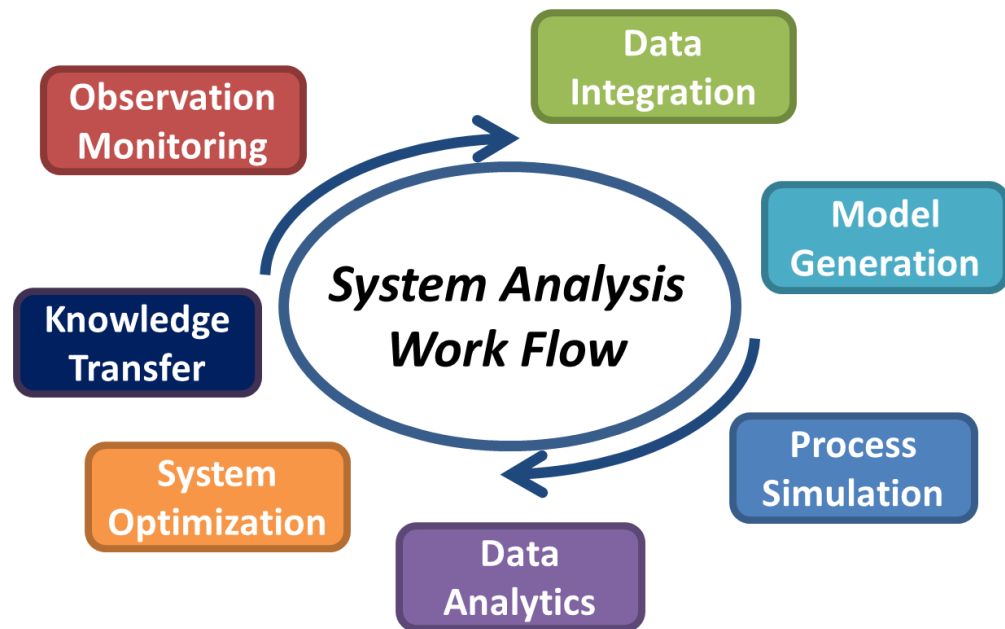 Data
Integration
Observation
Monitoring
Model
Generation
System Analysis
Work Flow
Knowledge
Transfer
Process
Simulation
System
Optimization
Data
Analytics